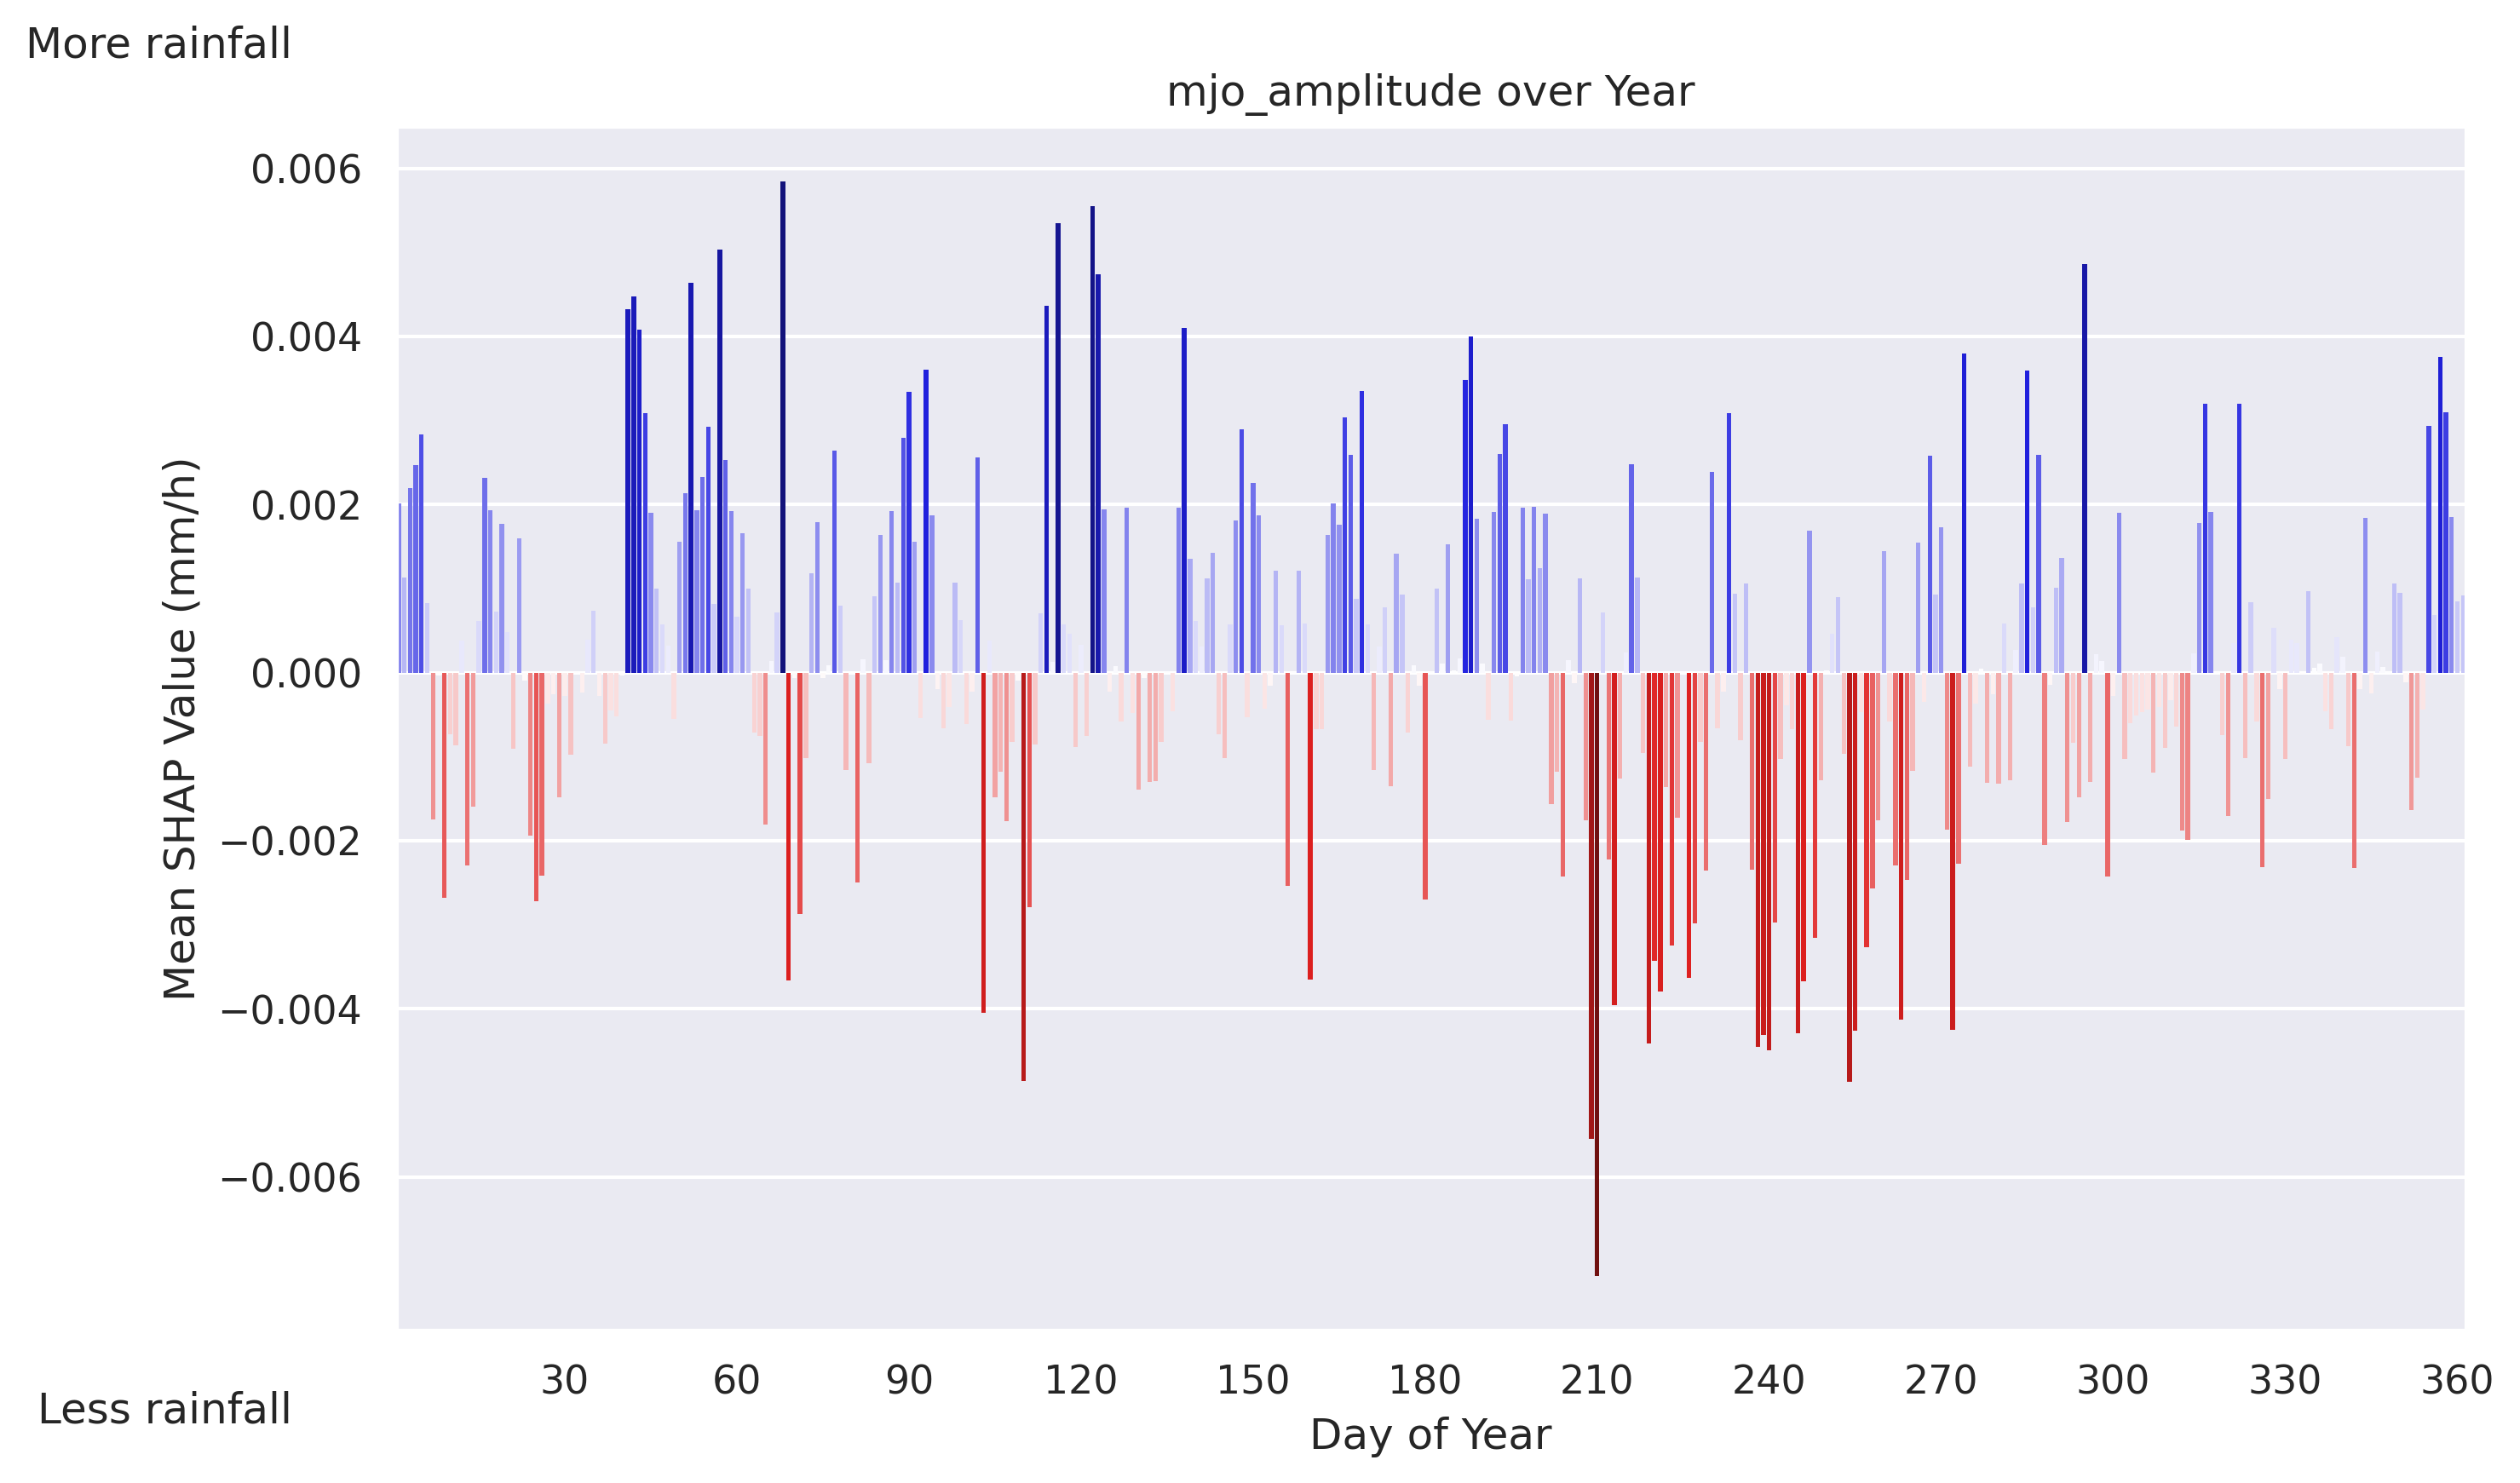 More rainfall
mjo_amplitude over Year
0.006
0.004
0.002
0.000
−0.002
−0.004
−0.006
Mean SHAP Value (mm/h)
30 60 90 120 150 180 210 240 270 300 330 360
Less rainfall
Day of Year